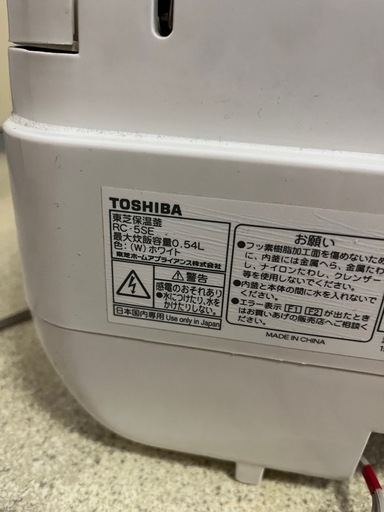 TOSHIBA
東芝保温釜
RC-5SE
最大炊飯容量0.54L
色:(W)ホワイト
東芝ホームアプライアンス株式会社
警告
感電のおそれあり
●水につけたり、水を
かけたりしない。
日本国内専用 Use only in Japan
お願い
●フッ素樹脂加工面を傷めないため
に、内釜には金属へら、金属たわ
し、ナイロンたわし、クレンザー
等を使用しないでください。
●内釜と本体の間に水を入れないで
ください。
●エラー表示 [F1] [F2] が出たとき
はお買いあげの販売店へご相談く
ださい。
MADE IN CHINA